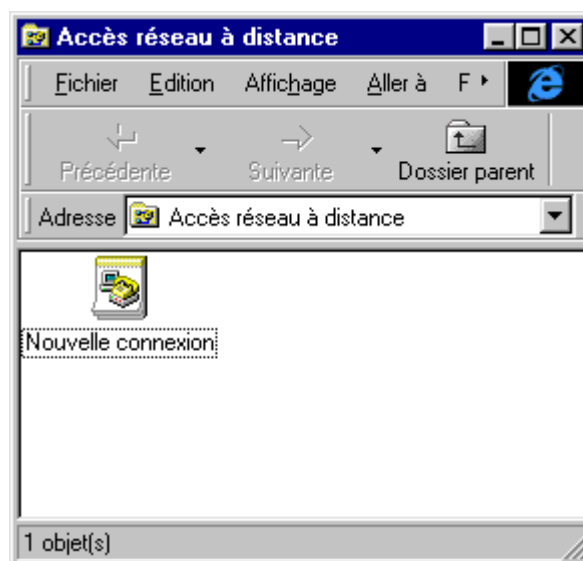 Accès réseau à distance
Fichier Edition Affichage Aller à F
Précédente Suivante Dossier parent
Adresse Accès réseau à distance
Nouvelle connexion
1 objet(s)